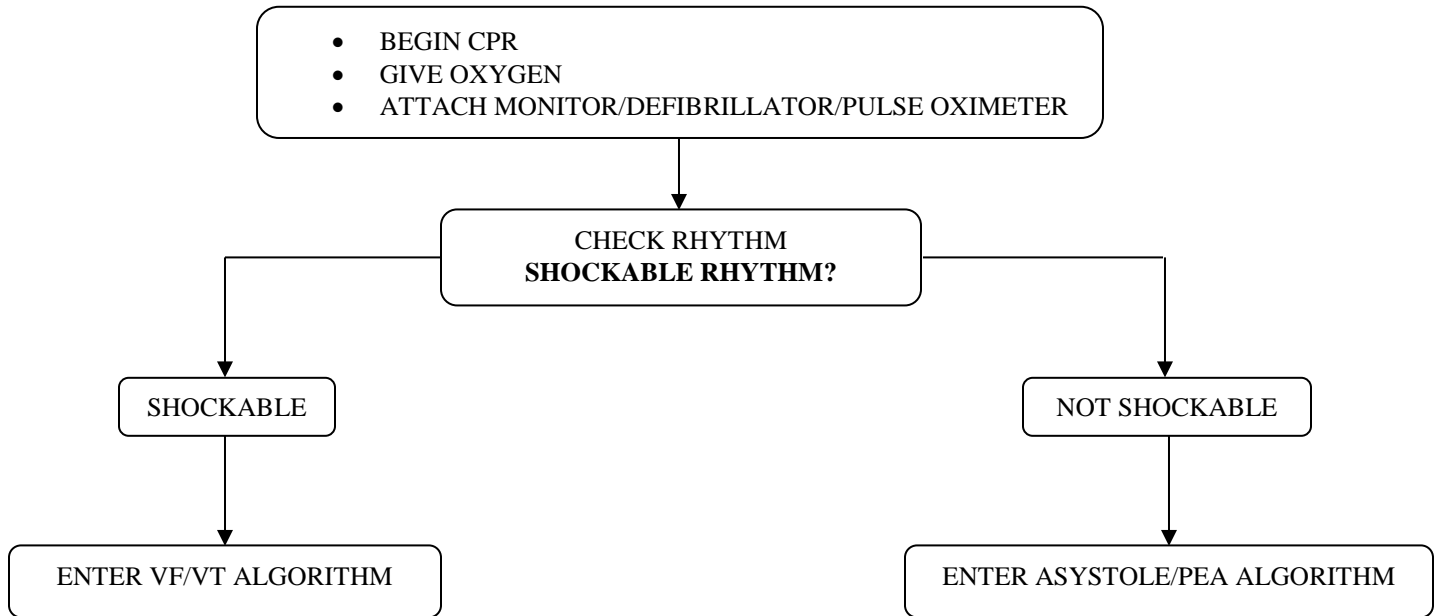 • BEGIN CPR
• GIVE OXYGEN
• ATTACH MONITOR/DEFIBRILLATOR/PULSE OXIMETER
CHECK RHYTHM
SHOCKABLE RHYTHM?
SHOCKABLE
NOT SHOCKABLE
ENTER VF/VT ALGORITHM
ENTER ASYSTOLE/PEA ALGORITHM